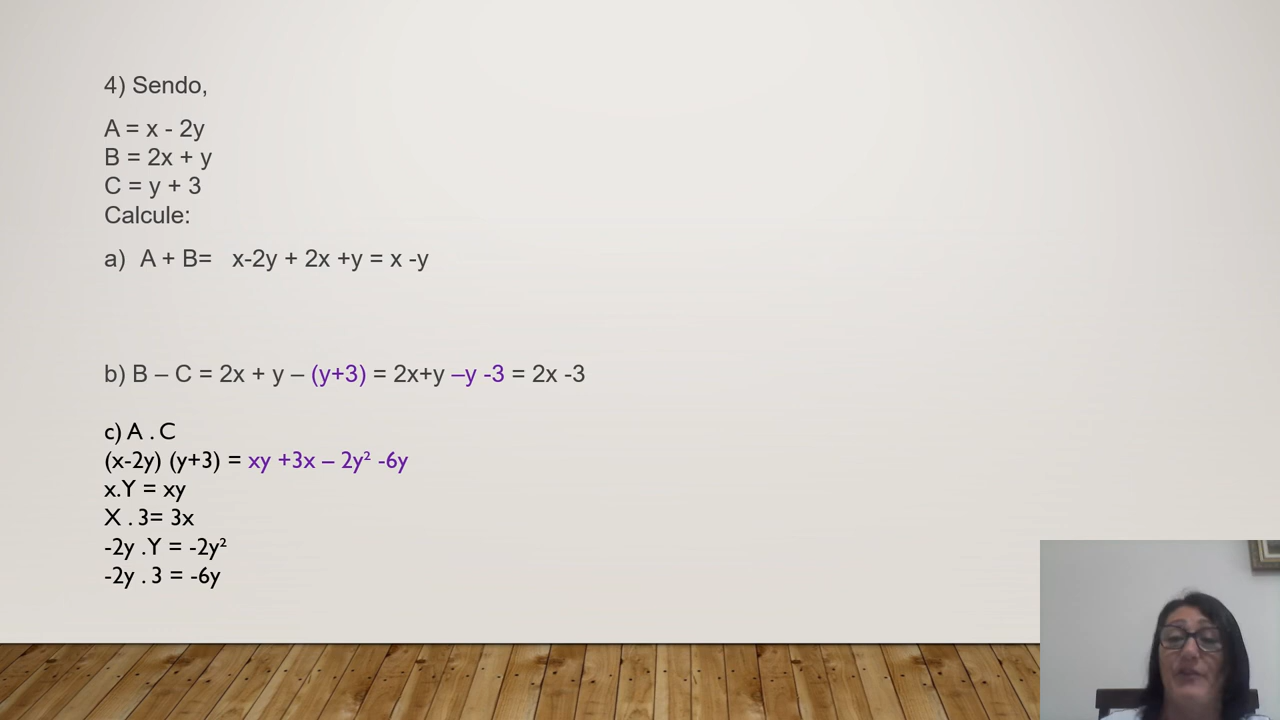 4) Sendo,
A = x - 2y
B = 2x + y
C = y + 3
Calcule:
a) A + B= x-2y + 2x +y = x -y
b) B – C = 2x + y – (y+3) = 2x+y –y -3 = 2x -3
c) A . C
(x-2y) (y+3) = xy +3x – 2y² -6y
x.Y = xy
X . 3= 3x
-2y .Y = -2y²
-2y . 3 = -6y